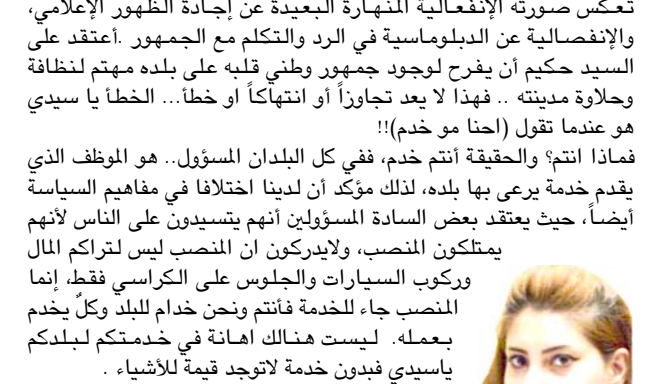 تعكس صورته الإنفعالية المنهارة البعيدة عن إجادة الظهور الإعلامي،
والإنفصالية عن الدبلوماسية في الرد والتكلم مع الجمهور .أعتقد على
السيد حكيم أن يفرح لوجود جمهور وطني قلبه على بلده مهتم لنظافة
وحلاوة مدينته .. فهذا لا يعد تجاوزاً أو انتهاكاً او خطأ... الخطأ يا سيدي
هو عندما تقول (احنا مو خدم)!!
فماذا انتم؟ والحقيقة أنتم خدم، ففي كل البلدان المسؤول.. هو الموظف الذي
يقدم خدمة يرعى بها بلده، لذلك مؤكد أن لدينا اختلافا في مفاهيم السياسة
أيضاً، حيث يعتقد بعض السادة المسؤولين أنهم يتسيدون على الناس لأنهم
يمتلكون المنصب، ولايدركون ان المنصب ليس لتراكم المال
وركوب السيارات والجلوس على الكراسي فقط، إنما
المنصب جاء للخدمة فأنتم ونحن خدام للبلد وكلٌ يخدم
بعمله. ليست هنالك اهانة في خدمتكم لبلدكم
ياسيدي فبدون خدمة لاتوجد قيمة للأشياء .